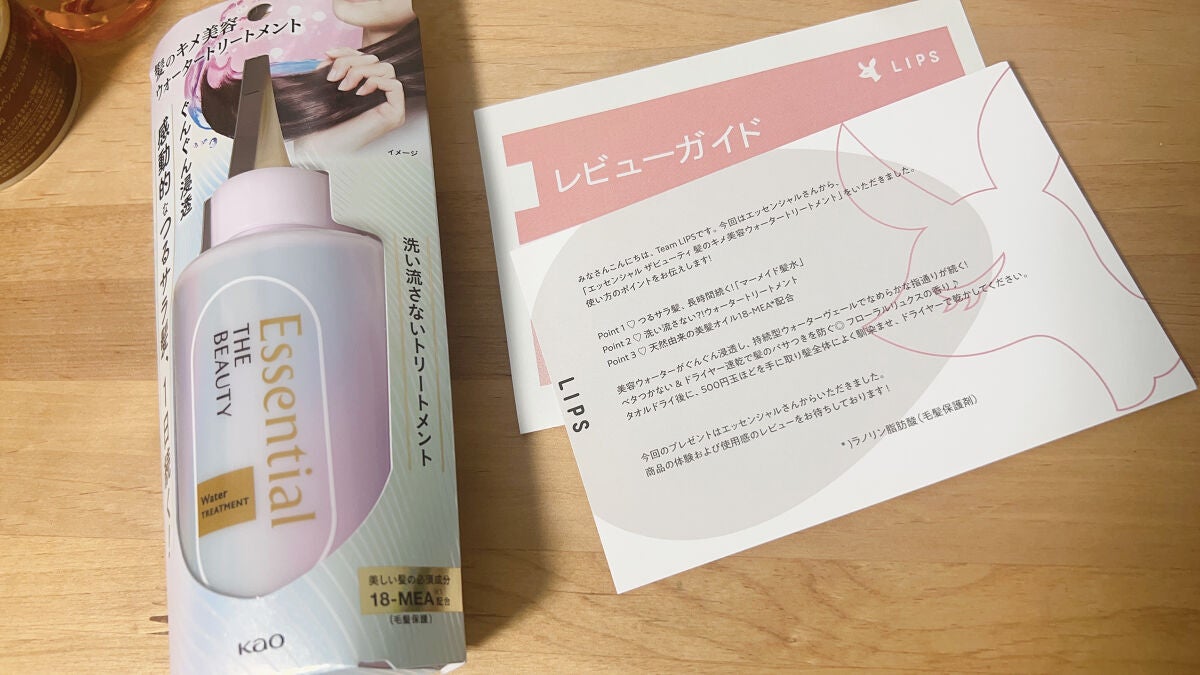 髪のキメ美容
ウォータートリートメント
ぐんぐん浸透
感動的なつるサラ髪、1日続く!
イメージ
洗い流さないトリートメント
Essential
THE
BEAUTY
Water
TREATMENT
美しい髪の必須成分
18-MEA配合
(毛髪保護)
Kao
LIPS
レビューガイド
みなさんこんにちは、Team LIPSです。今回はエッセンシャルさんから、
「エッセンシャル ザビューティ 髪のキメ美容ウォータートリートメント」をいただきました。
使い方のポイントをお伝えします!
Point 1 ♡ つるサラ髪、長時間続く!「マーメイド髪水」
Point 2 ♡ 洗い流さない?!ウォータートリートメント
Point 3 ♡ 天然由来の美髪オイル18-MEA*配合
美容ウォーターがぐんぐん浸透し、持続型ウォーターヴェールでなめらかな指通りが続く!
ベタつかない & ドライヤー速乾で髪のパサつきを防ぐ◎ フローラルリュクスの香り♪
タオルドライ後に、500円玉ほどを手に取り髪全体によく馴染ませ、ドライヤーで乾かしてください。
今回のプレゼントはエッセンシャルさんからいただきました。
商品の体験および使用感のレビューをお待ちしております!
*)ラノリン脂肪酸(毛髪保護剤)
LIPS